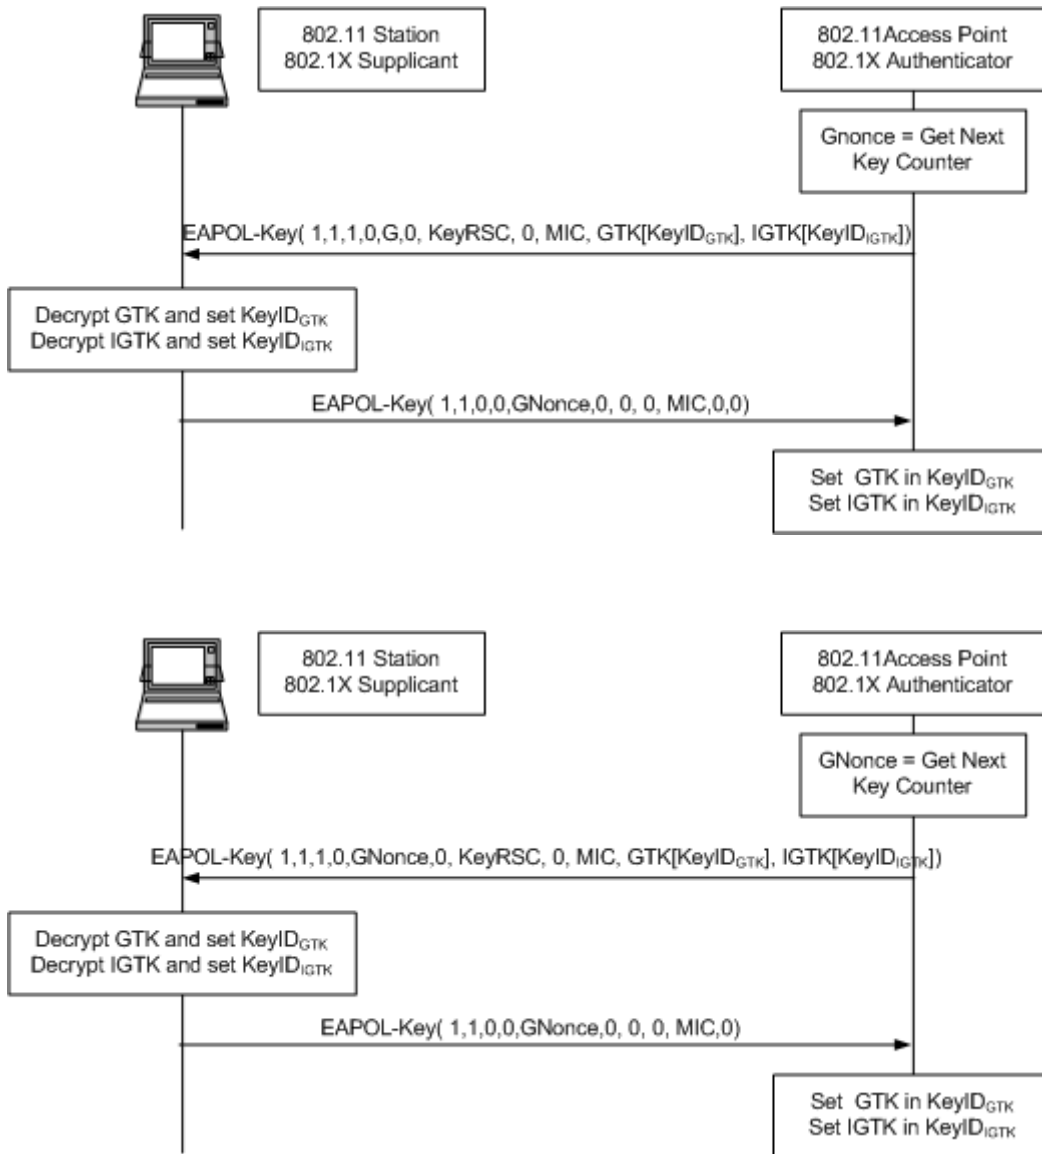 802.11 Station
802.1X Supplicant
802.11Access Point
802.1X Authenticator
Gnonce = Get Next
Key Counter
EAPOL-Key( 1,1,1,0,G,0, KeyRSC, 0, MIC, GTK[KeyIDGTK], IGTK[KeyIDIGTK])
Decrypt GTK and set KeyIDGTK
Decrypt IGTK and set KeyIDIGTK
EAPOL-Key( 1,1,0,0,GNonce,0, 0, 0, MIC,0,0)
Set GTK in KeyIDGTK
Set IGTK in KeyIDIGTK
802.11 Station
802.1X Supplicant
802.11Access Point
802.1X Authenticator
GNonce = Get Next
Key Counter
EAPOL-Key( 1,1,1,0,GNonce,0, KeyRSC, 0, MIC, GTK[KeyIDGTK], IGTK[KeyIDIGTK])
Decrypt GTK and set KeyIDGTK
Decrypt IGTK and set KeyIDIGTK
EAPOL-Key( 1,1,0,0,GNonce,0, 0, 0, MIC,0)
Set GTK in KeyIDGTK
Set IGTK in KeyIDIGTK